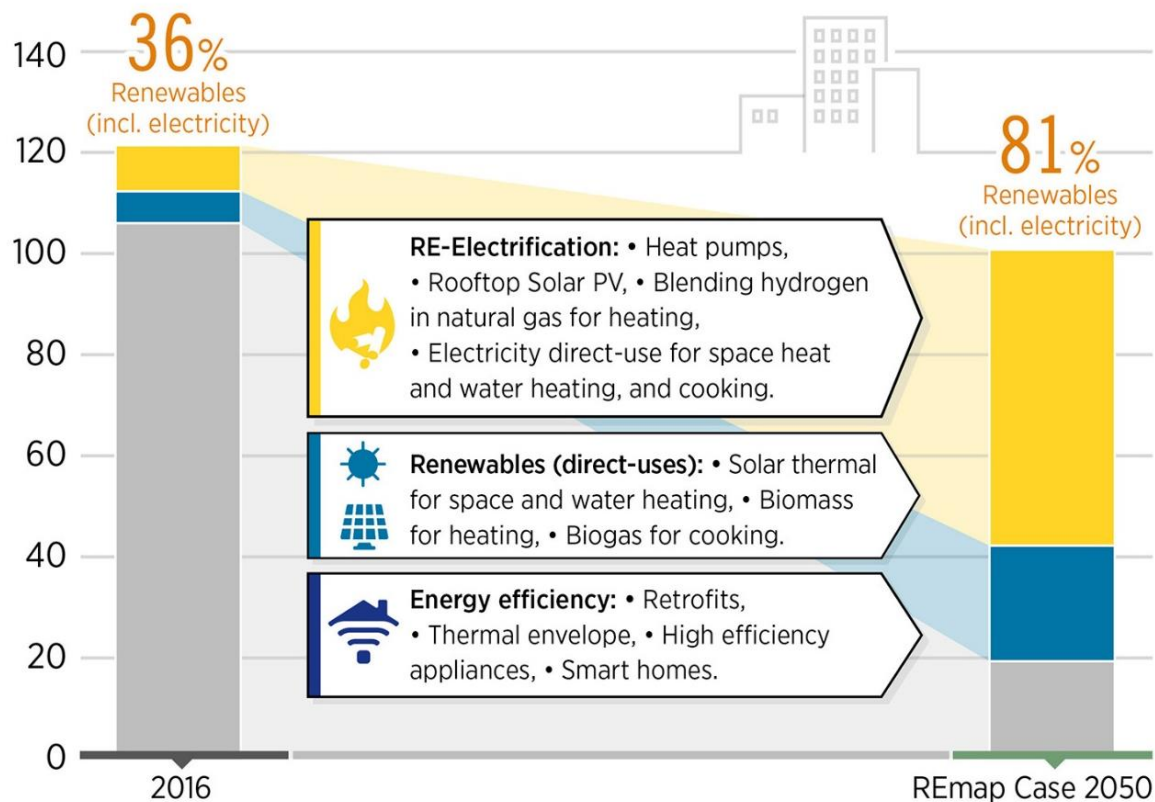 140
120
100
80
60
40
20
0
36%
Renewables
(incl. electricity)
81%
Renewables
(incl. electricity)
RE-Electrification: • Heat pumps,
• Rooftop Solar PV, • Blending hydrogen
in natural gas for heating,
• Electricity direct-use for space heat
and water heating, and cooking.
Renewables (direct-uses): • Solar thermal
for space and water heating, • Biomass
for heating, • Biogas for cooking.
Energy efficiency: • Retrofits,
• Thermal envelope, • High efficiency
appliances, • Smart homes.
2016
REmap Case 2050